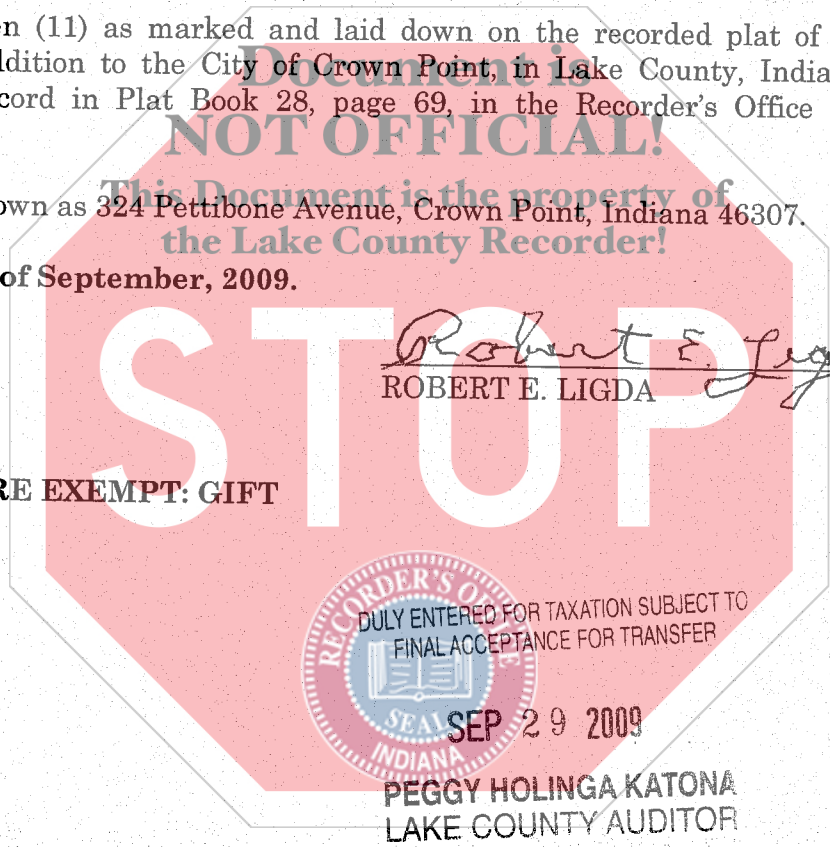 n (11) as marked and laid down on the recorded plat of
ddition to the City of Crown Point, in Lake County, India
cord in Plat Book 28, page 69, in the Recorder's Office
Document is
NOT OFFICIAL!
This Document is the property of
the Lake County Recorder!
own as 324 Pettibone Avenue, Crown Point, Indiana 46307.
of September, 2009.
Robert E. Lig
ROBERT E. LIGDA
STOP
RE EXEMPT: GIFT
RECORDER'S OFFICE
SEAL
INDIANA
DULY ENTERED FOR TAXATION SUBJECT TO
FINAL ACCEPTANCE FOR TRANSFER
SEP 29 2009
PEGGY HOLINGA KATONA
LAKE COUNTY AUDITOR